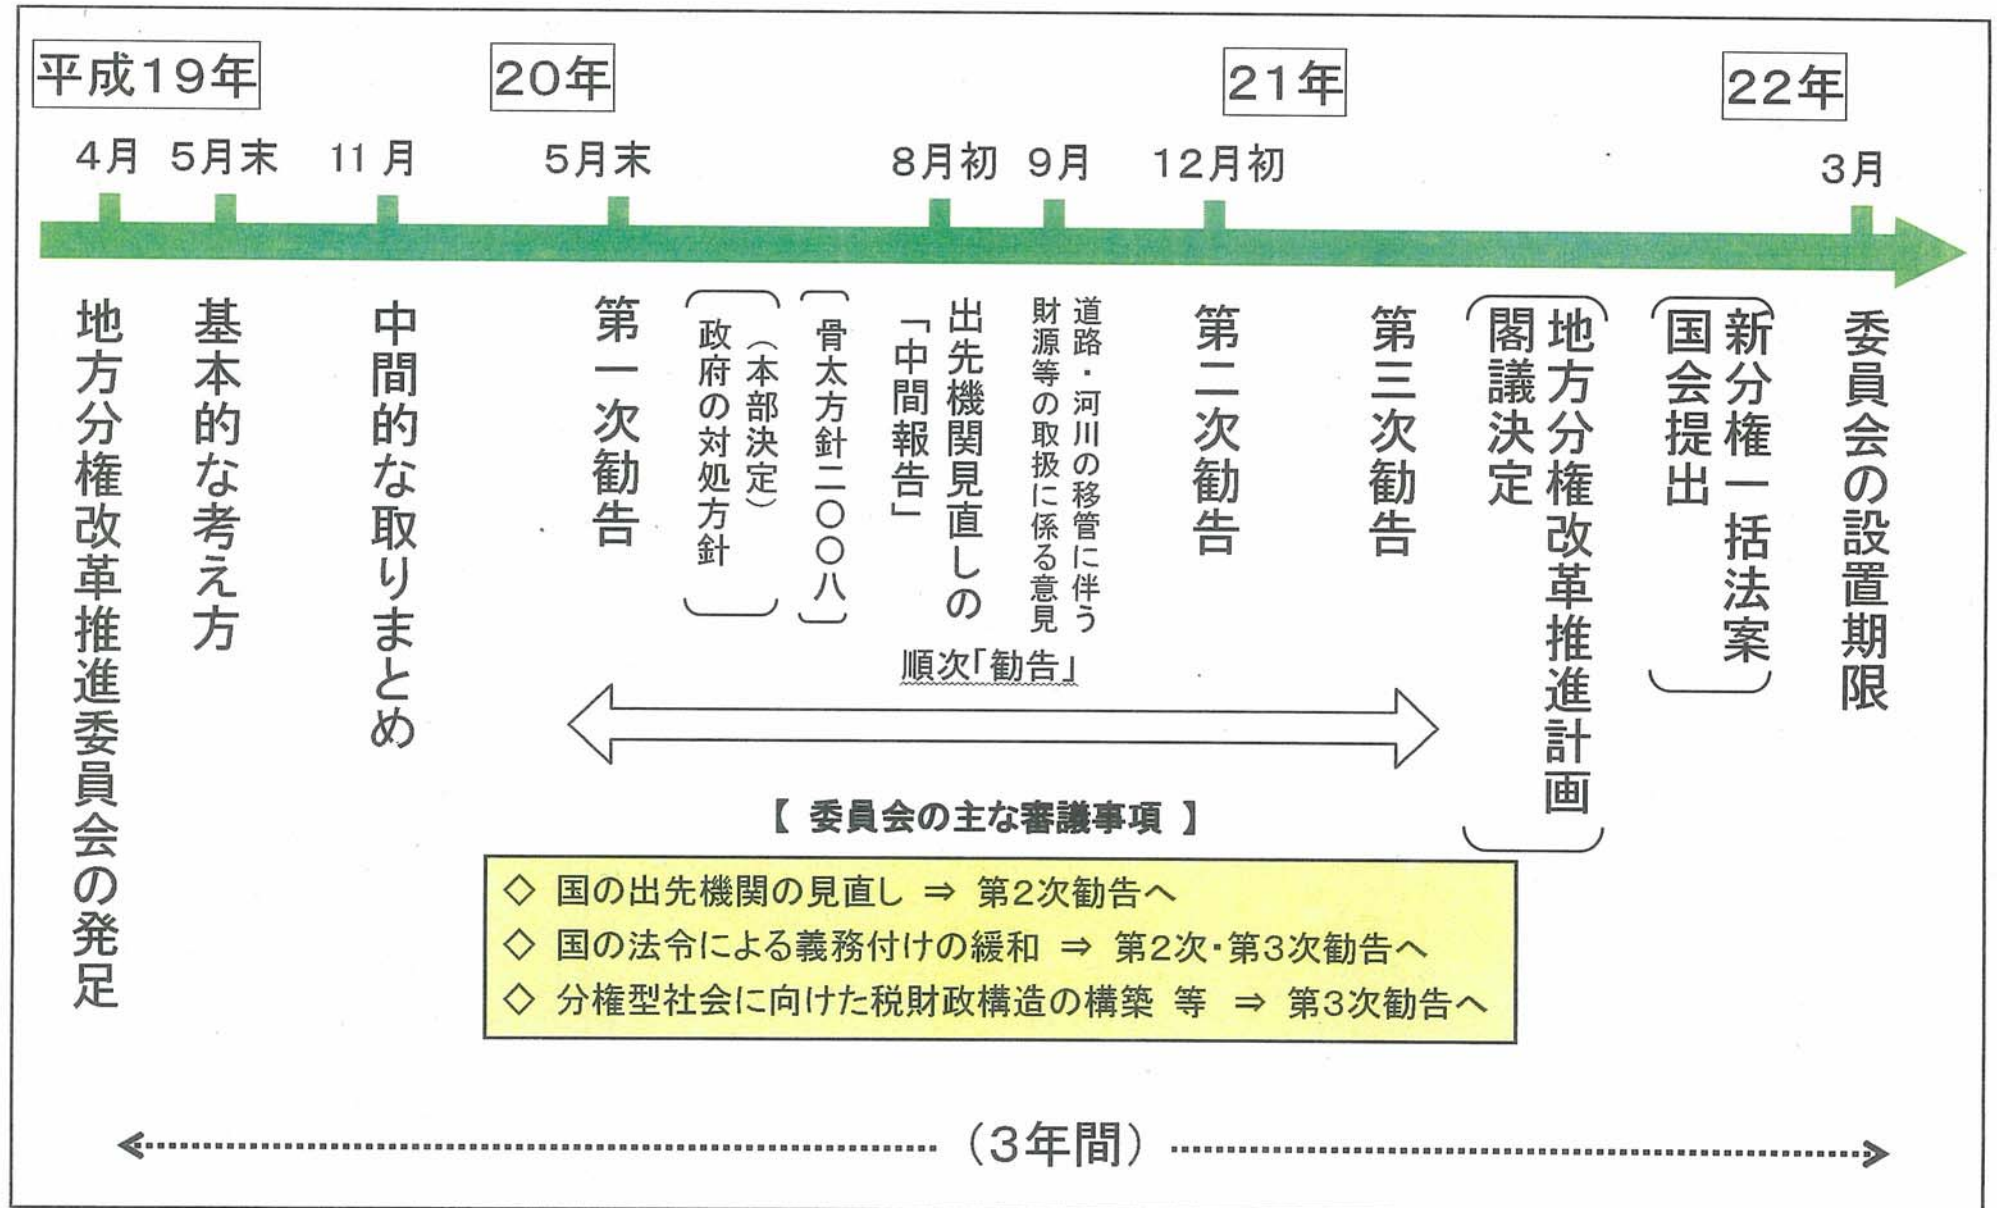 平成19年
20年
21年
22年
4月
5月末
11月
5月末
8月初
9月
12月初
3月
地方分権改革推進委員会の発足
基本的な考え方
中間的な取りまとめ
第一次勧告
（本部決定）
政府の対処方針
骨太方針二〇〇八
出先機関見直しの
「中間報告」
道路・河川の移管に伴う
財源等の取扱に係る意見
第二次勧告
第三次勧告
地方分権改革推進計画
閣議決定
新分権一括法案
国会提出
委員会の設置期限
順次「勧告」
【 委員会の主な審議事項 】
◇ 国の出先機関の見直し ⇒ 第2次勧告へ
◇ 国の法令による義務付けの緩和 ⇒ 第2次・第3次勧告へ
◇ 分権型社会に向けた税財政構造の構築 等 ⇒ 第3次勧告へ
（3年間）